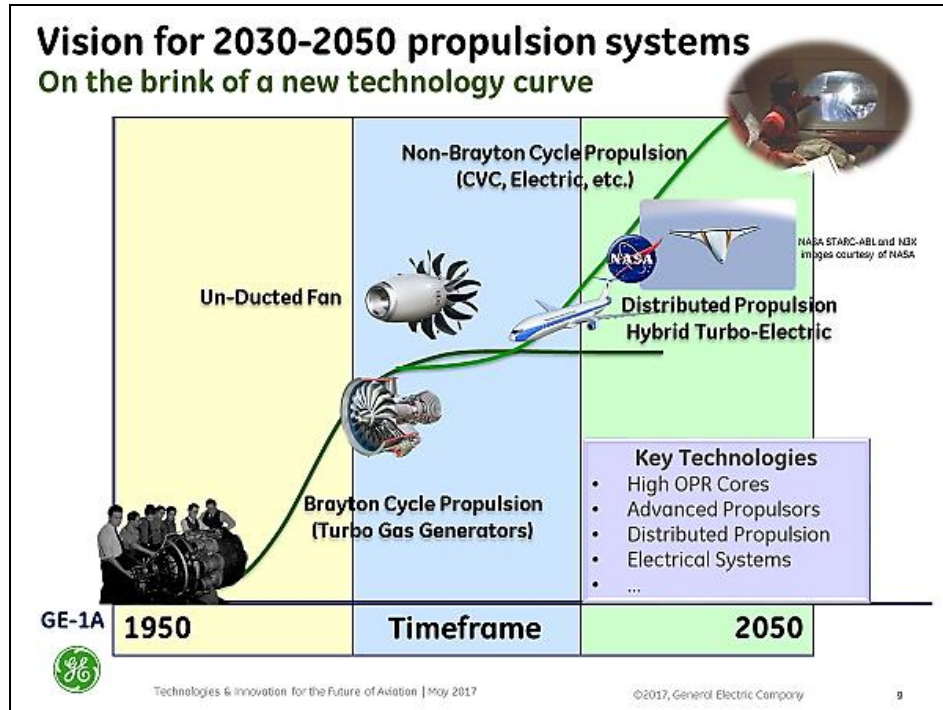 Vision for 2030-2050 propulsion systems
On the brink of a new technology curve
Non-Brayton Cycle Propulsion
(CVC, Electric, etc.)
NASA
NASA STARC-ABL and N3X
images courtesy of NASA
Un-Ducted Fan
Distributed Propulsion
Hybrid Turbo-Electric
Brayton Cycle Propulsion
(Turbo Gas Generators)
Key Technologies
• High OPR Cores
• Advanced Propulsors
• Distributed Propulsion
• Electrical Systems
• ...
GE-1A
1950
Timeframe
2050
GE
Technologies & Innovation for the Future of Aviation | May 2017
©2017, General Electric Company
9